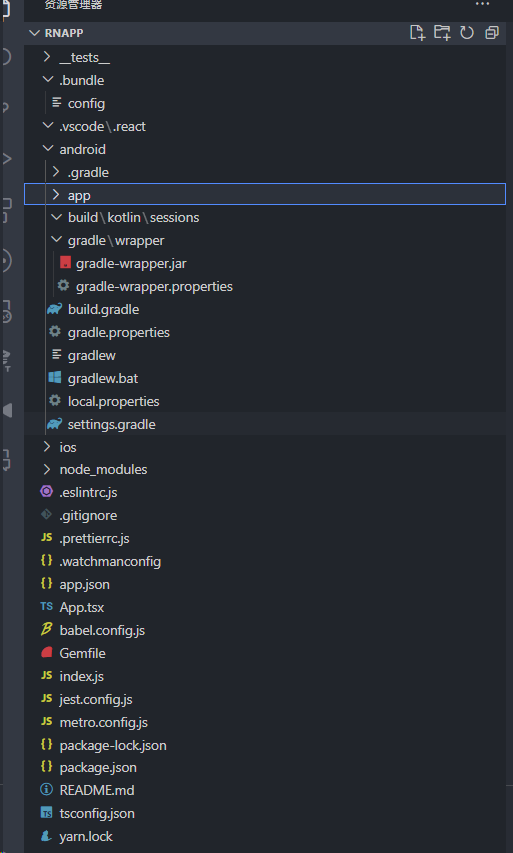 资源管理器
RNAPP
__tests__
.bundle
config
.vscode\.react
android
.gradle
app
build\kotlin\sessions
gradle\wrapper
gradle-wrapper.jar
gradle-wrapper.properties
build.gradle
gradle.properties
gradlew
gradlew.bat
local.properties
settings.gradle
ios
node_modules
.eslintrc.js
.gitignore
JS .prettierrc.js
{} .watchmanconfig
{} app.json
TS App.tsx
babel.config.js
Gemfile
JS index.js
JS jest.config.js
JS metro.config.js
{} package-lock.json
{} package.json
README.md
TS tsconfig.json
yarn.lock